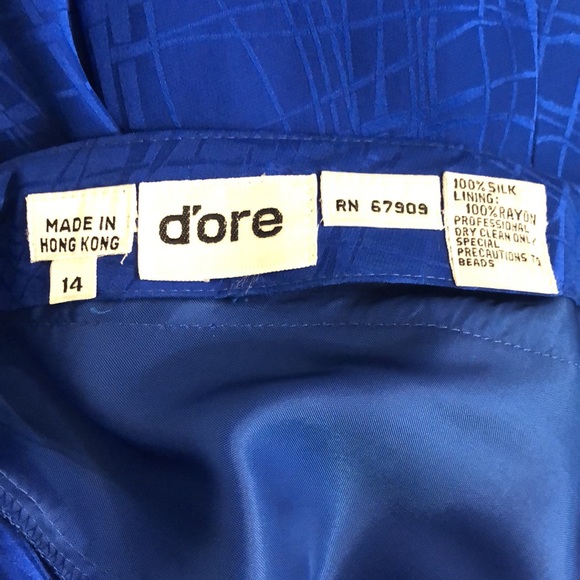 MADE IN
HONG KONG
14
d'ore
RN 67909
100% SILK
LINING:
100% RAYON
PROFESSIONAL
DRY CLEAN ONLY
SPECIAL
PRECAUTIONS TO
BEADS